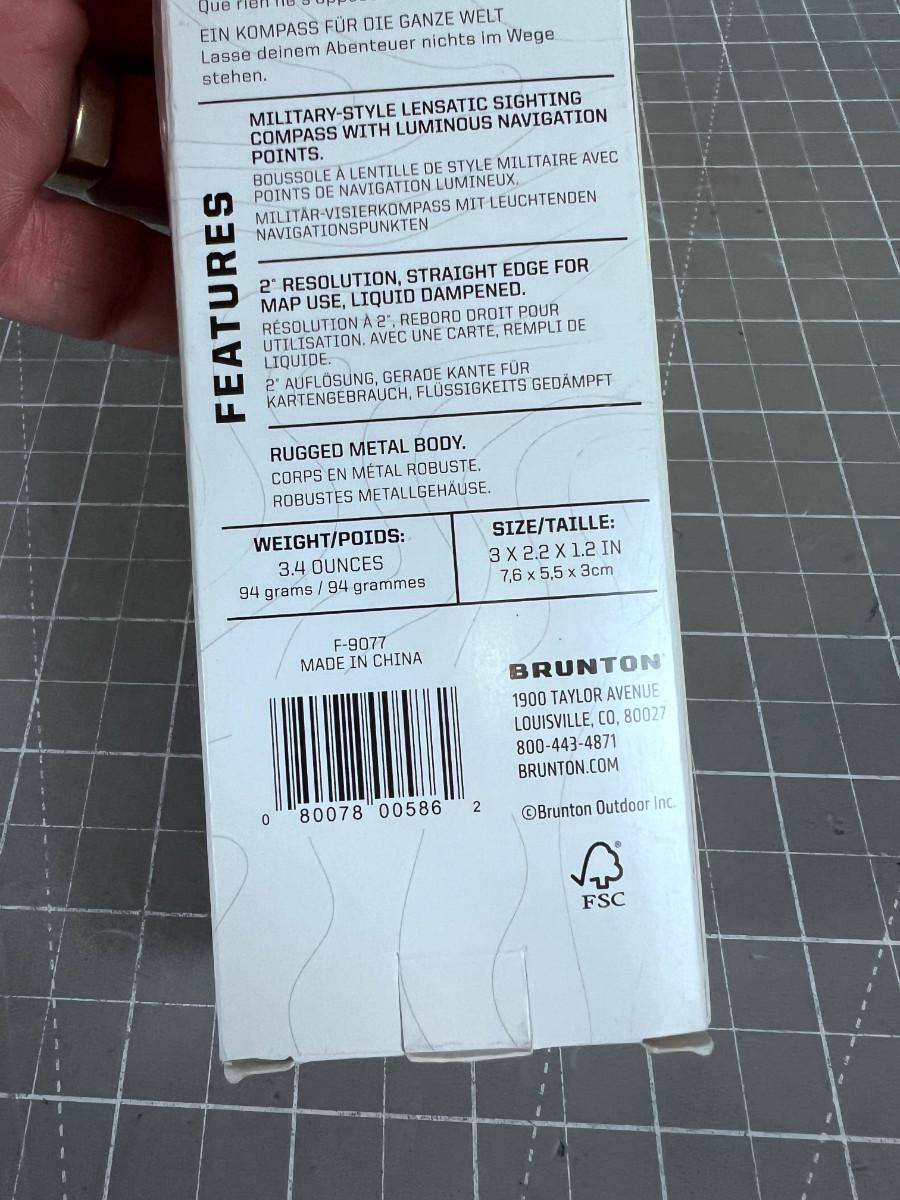 Que rien ne s'oppose
EIN KOMPASS FÜR DIE GANZE WELT
Lasse deinem Abenteuer nichts im Wege
stehen.
FEATURES
MILITARY-STYLE LENSATIC SIGHTING
COMPASS WITH LUMINOUS NAVIGATION
POINTS.
BOUSSOLE À LENTILLE DE STYLE MILITAIRE AVEC
POINTS DE NAVIGATION LUMINEUX.
MILITÄR-VISIERKOMPASS MIT LEUCHTENDEN
NAVIGATIONSPUNKTEN
2° RESOLUTION, STRAIGHT EDGE FOR
MAP USE, LIQUID DAMPENED.
RÉSOLUTION À 2°, REBORD DROIT POUR
UTILISATION. AVEC UNE CARTE, REMPLI DE
LIQUIDE.
2° AUFLÖSUNG, GERADE KANTE FÜR
KARTENGEBRAUCH, FLÜSSIGKEITS GEDÄMPFT
RUGGED METAL BODY.
CORPS EN MÉTAL ROBUSTE.
ROBUSTES METALLGEHÄUSE.
WEIGHT/POIDS:
3.4 OUNCES
94 grams / 94 grammes
SIZE/TAILLE:
3 X 2.2 X 1.2 IN
7,6 x 5,5 x 3cm
F-9077
MADE IN CHINA
0 80078 00586 2
BRUNTON®
1900 TAYLOR AVENUE
LOUISVILLE, CO, 80027
800-443-4871
BRUNTON.COM
©Brunton Outdoor Inc.
FSC®